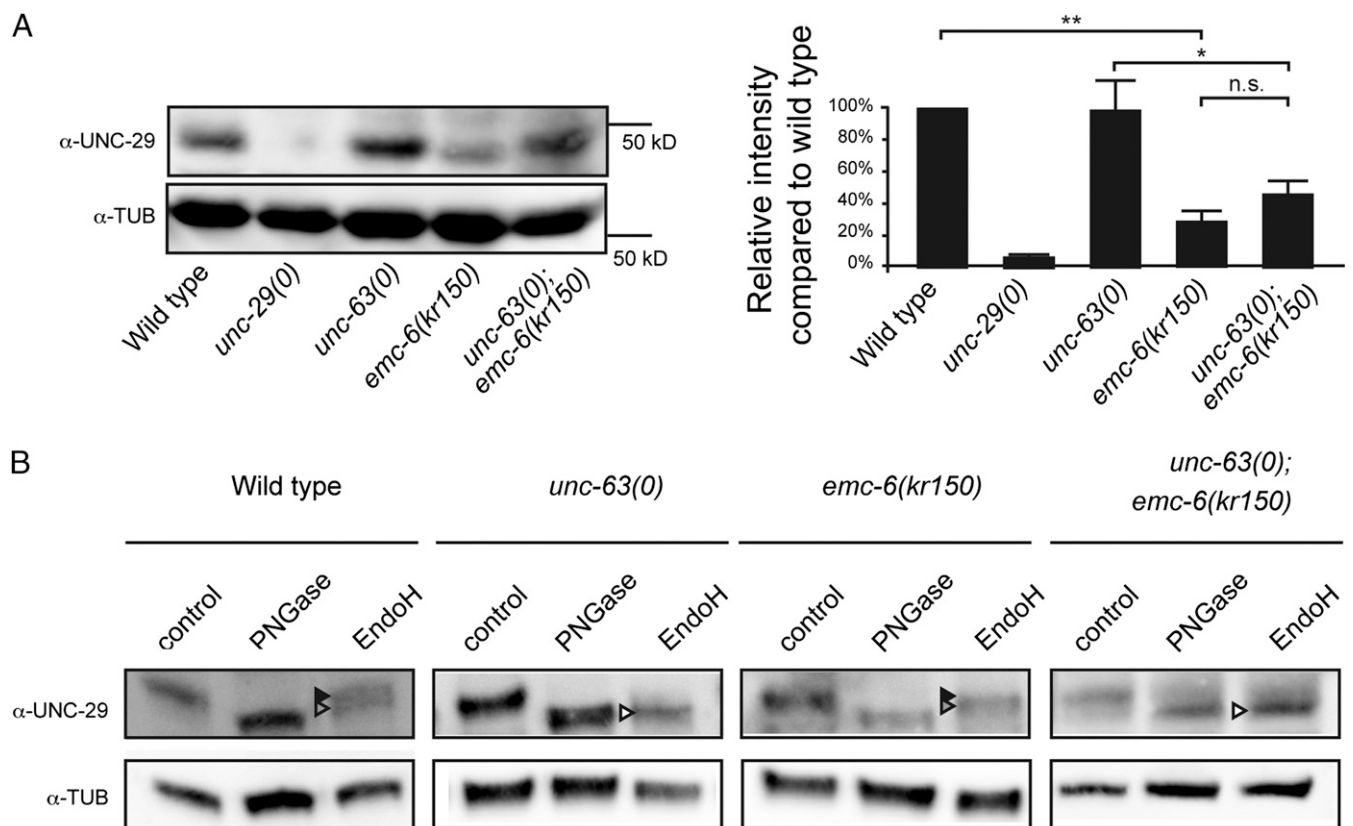 A
α-UNC-29
α-TUB
50 kD
50 kD
Wild type
unc-29(0)
unc-63(0)
emc-6(kr150)
unc-63(0);
emc-6(kr150)
Relative intensity
compared to wild type
**
*
n.s.
100%
80%
60%
40%
20%
0%
Wild type
unc-29(0)
unc-63(0)
emc-6(kr150)
unc-63(0);
emc-6(kr150)
B
Wild type
unc-63(0)
emc-6(kr150)
unc-63(0);
emc-6(kr150)
control PNGase EndoH
control PNGase EndoH
control PNGase EndoH
control PNGase EndoH
α-UNC-29
α-TUB